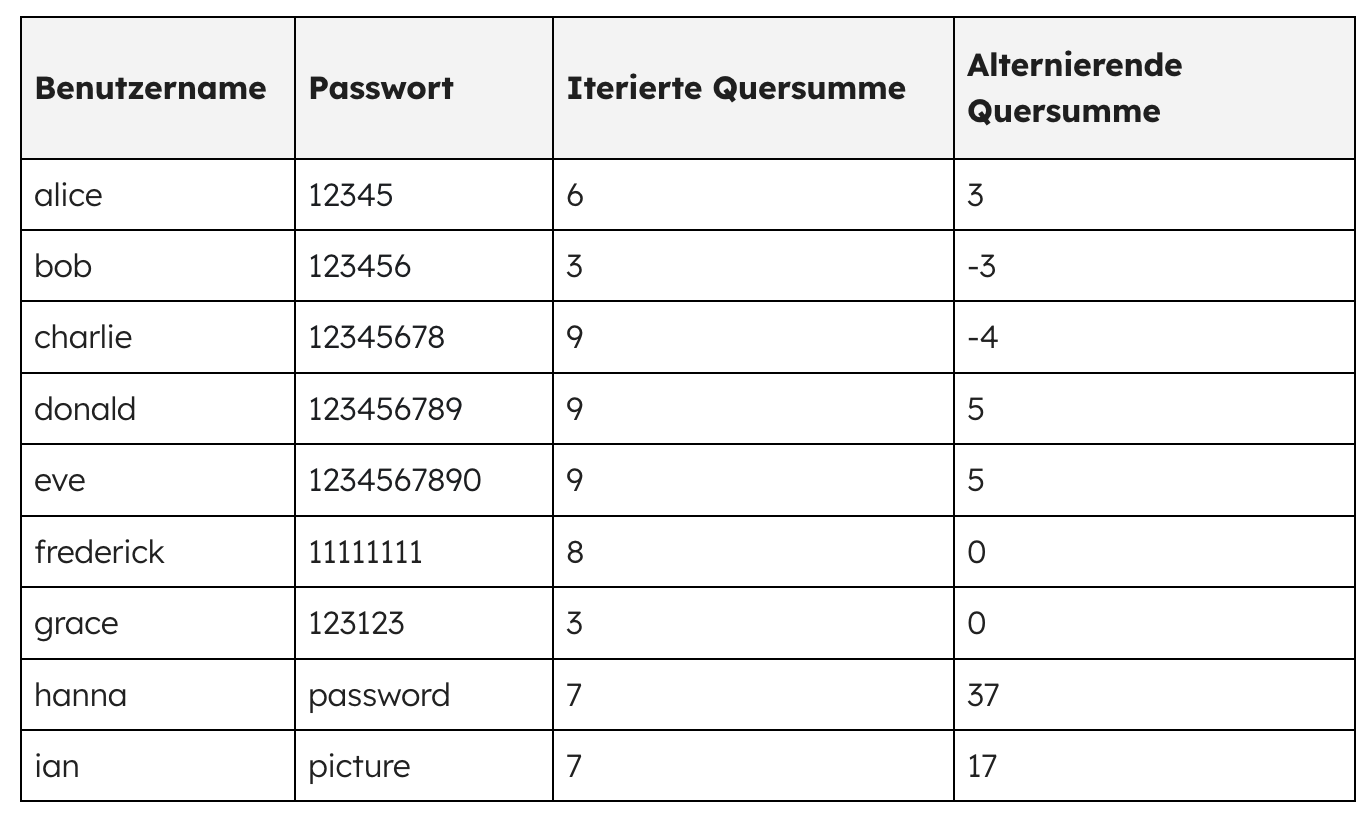 Benutzername Passwort Iterierte Quersumme Alternierende
Quersumme
alice 12345 6 3
bob 123456 3 -3
charlie 12345678 9 -4
donald 123456789 9 5
eve 1234567890 9 5
frederick 11111111 8 0
grace 123123 3 0
hanna password 7 37
ian picture 7 17